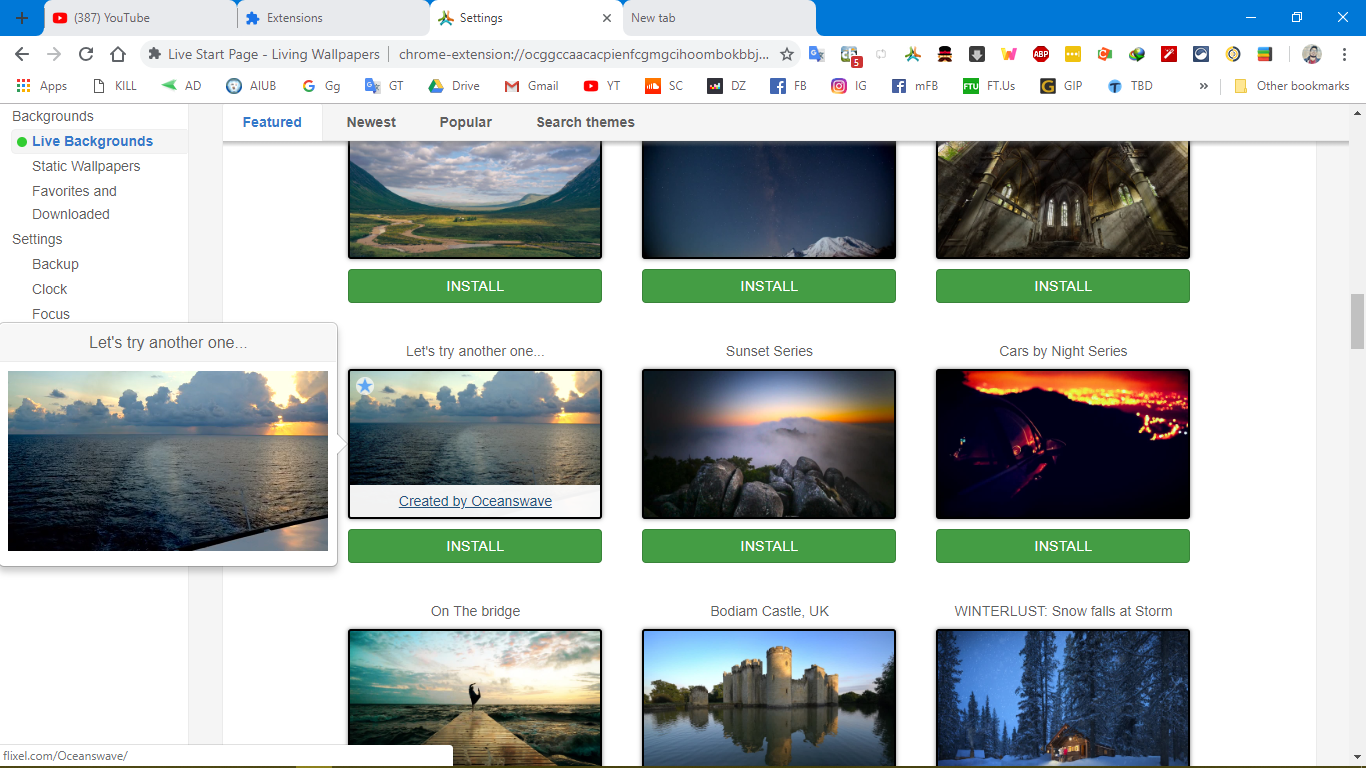 (387) YouTube
Extensions
Settings
New tab
Live Start Page - Living Wallpapers
chrome-extension://ocggccaacacpienfcgmgcihoombokbbj...
5
ABP
Apps
KILL
AD
AIUB
Gg
GT
Drive
Gmail
YT
SC
DZ
FB
IG
mFB
FTU
FT.Us
GIP
TBD
»
Other bookmarks
Backgrounds
Live Backgrounds
Static Wallpapers
Favorites and
Downloaded
Settings
Backup
Clock
Focus
Featured
Newest
Popular
Search themes
INSTALL
INSTALL
INSTALL
Let's try another one...
Let's try another one...
Sunset Series
Cars by Night Series
Created by Oceanswave
INSTALL
INSTALL
INSTALL
On The bridge
Bodiam Castle, UK
WINTERLUST: Snow falls at Storm
flixel.com/Oceanswave/